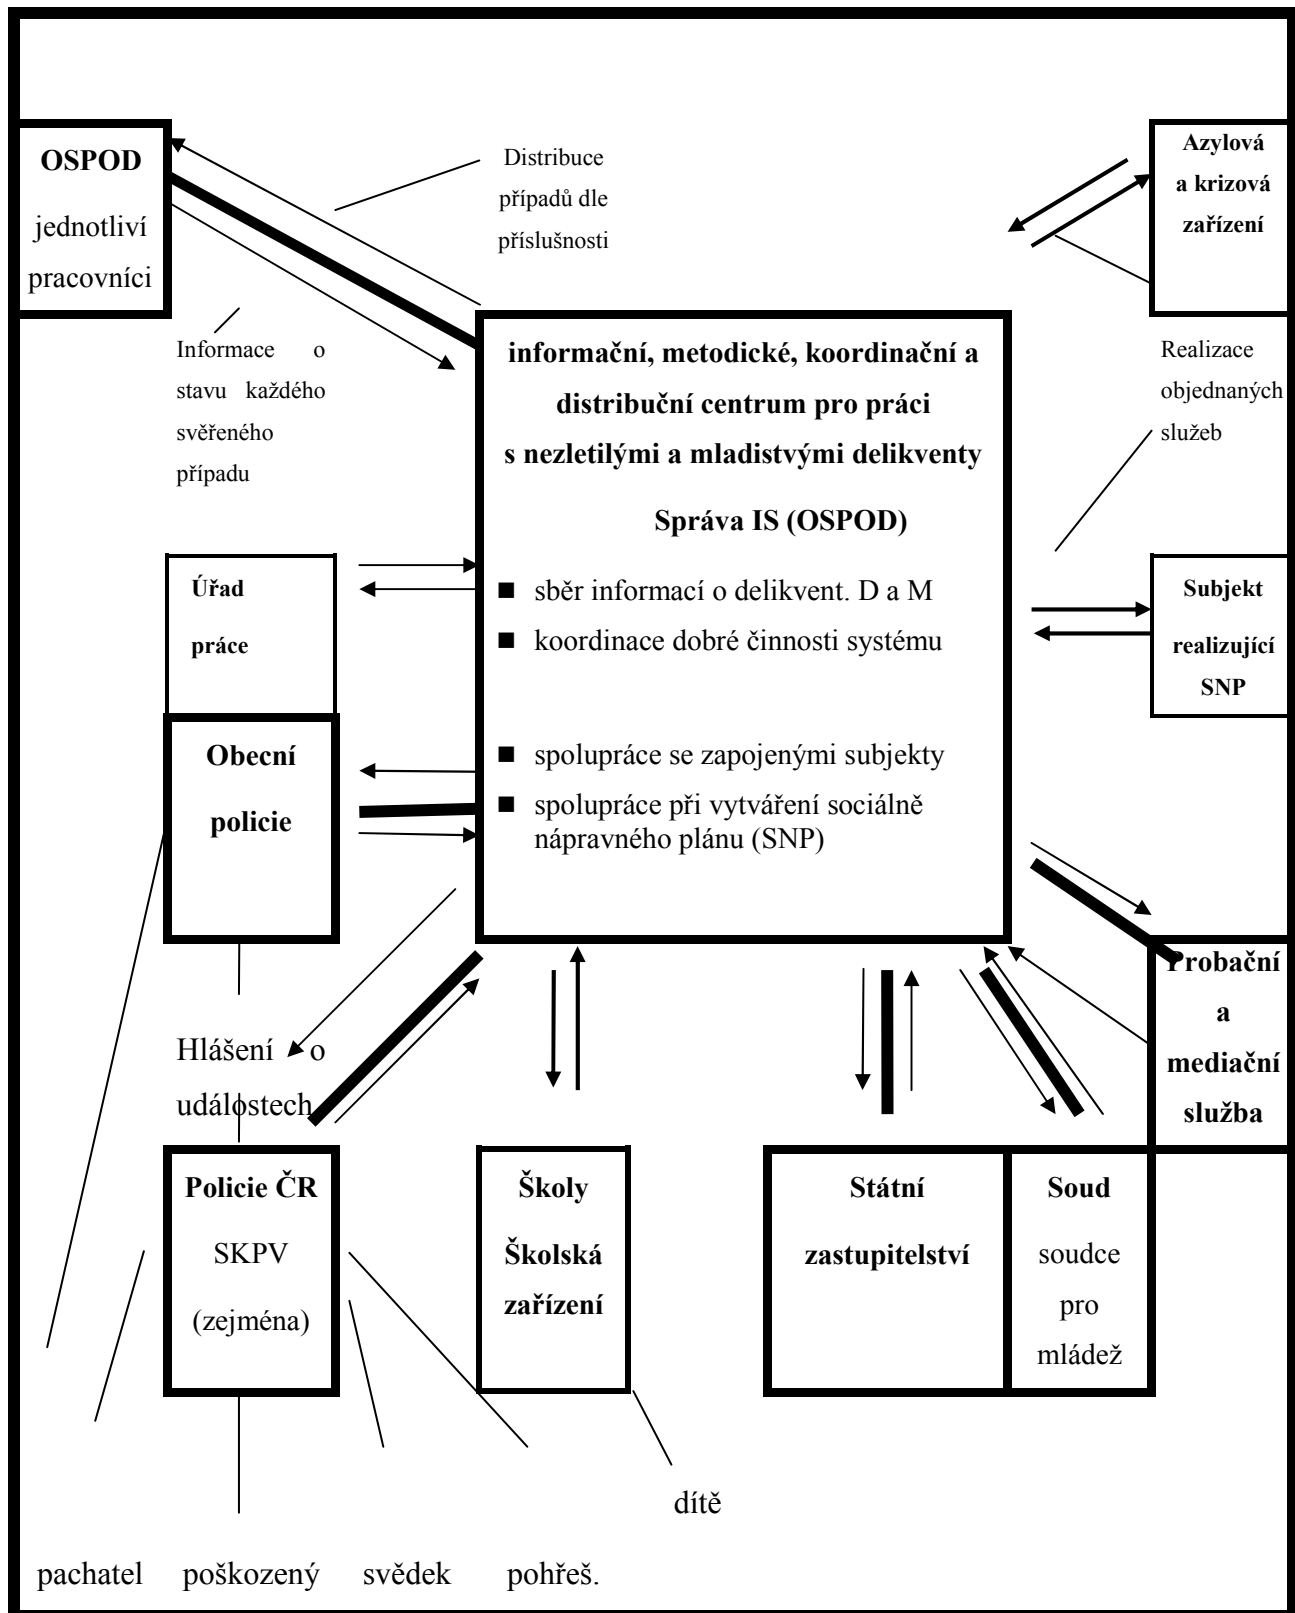 OSPOD
jednotliví
pracovníci
Distribuce
případů dle
příslušnosti
Azylová
a krizová
zařízení
Informace o
stavu každého
svěřeného
případu
informační, metodické, koordinační a
distribuční centrum pro práci
s nezletilými a mladistvými delikventy
Správa IS (OSPOD)
■ sběr informací o delikvent. D a M
■ koordinace dobré činnosti systému
■ spolupráce se zapojenými subjekty
■ spolupráce při vytváření sociálně
nápravného plánu (SNP)
Realizace
objednaných
služeb
Úřad
práce
Subjekt
realizující
SNP
Obecní
policie
Probační
a
mediační
služba
Hlášení o
událostech
Policie ČR
SKPV
(zejména)
Školy
Školská
zařízení
Státní
zastupitelství
Soud
soudce
pro
mládež
dítě
pachatel poškozený svědek pohřeš.